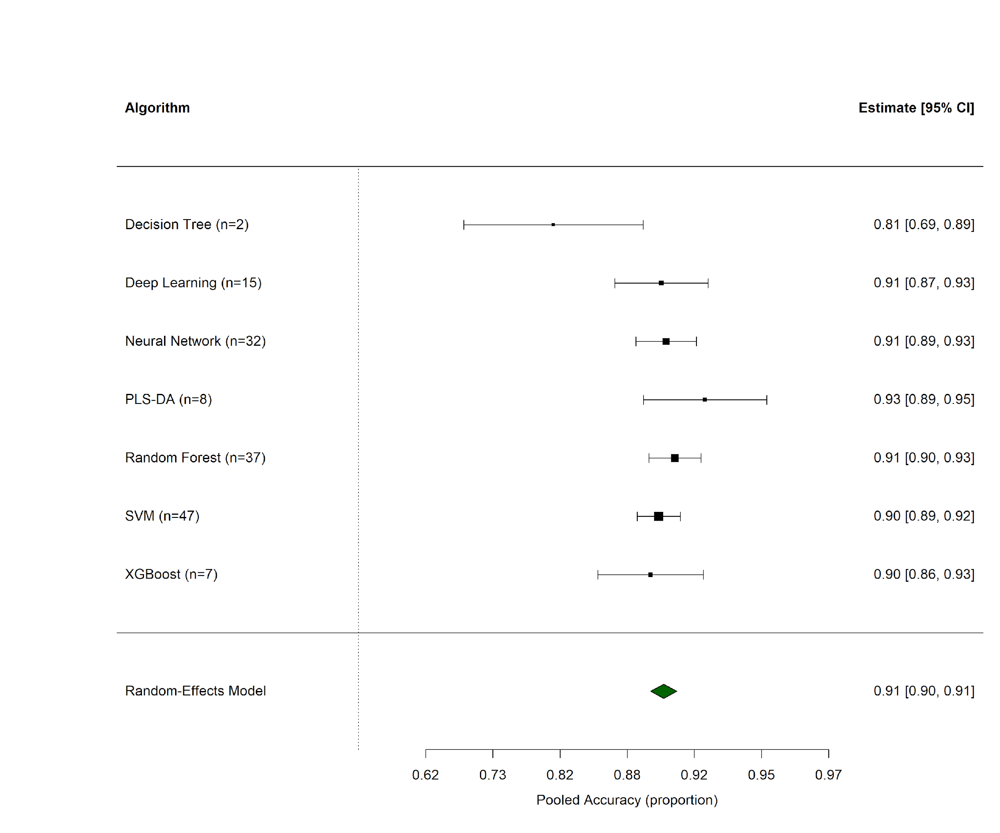 Algorithm Estimate [95% CI]
Decision Tree (n=2) 0.81 [0.69, 0.89]
Deep Learning (n=15) 0.91 [0.87, 0.93]
Neural Network (n=32) 0.91 [0.89, 0.93]
PLS-DA (n=8) 0.93 [0.89, 0.95]
Random Forest (n=37) 0.91 [0.90, 0.93]
SVM (n=47) 0.90 [0.89, 0.92]
XGBoost (n=7) 0.90 [0.86, 0.93]
Random-Effects Model 0.91 [0.90, 0.91]
0.62 0.73 0.82 0.88 0.92 0.95 0.97
Pooled Accuracy (proportion)